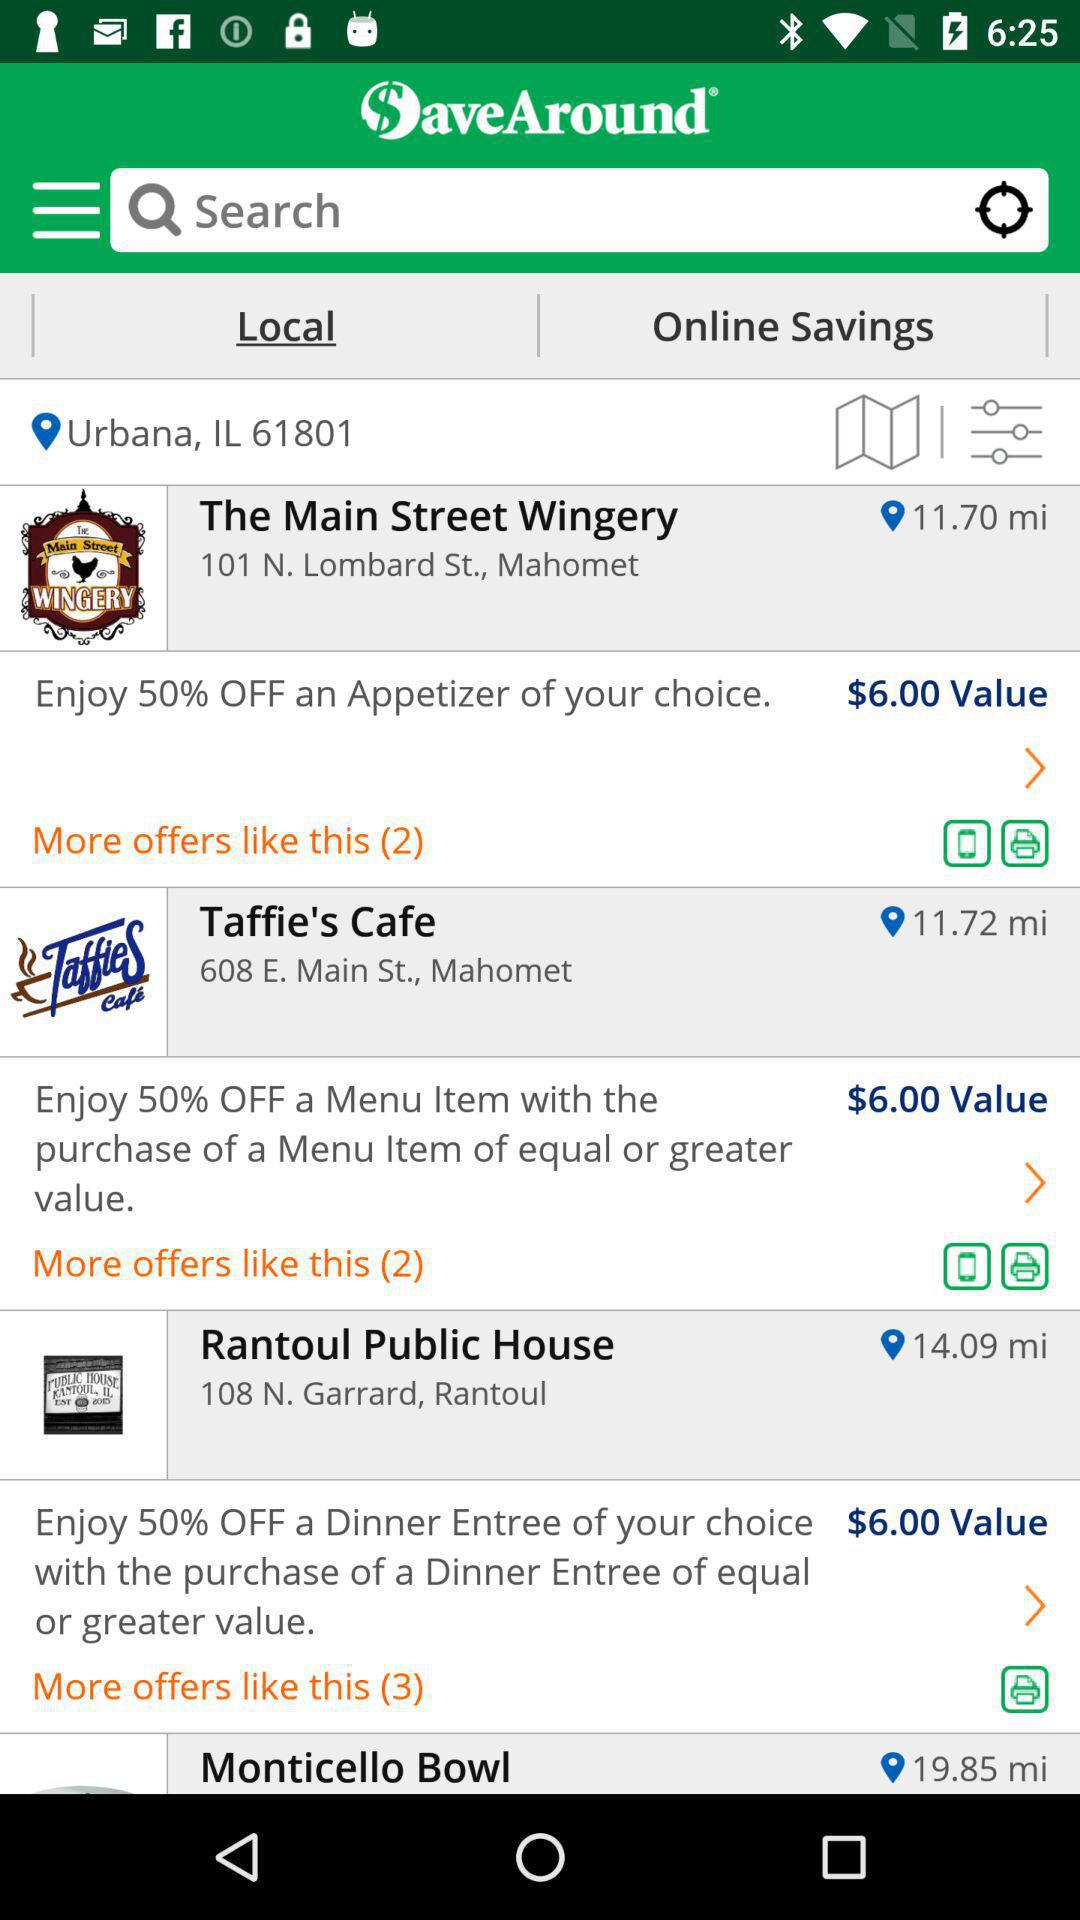 6:25
$aveAround®
Search
Local
Online Savings
Urbana, IL 61801
The Main Street WINGERY
The Main Street Wingery
11.70 mi
101 N. Lombard St., Mahomet
Enjoy 50% OFF an Appetizer of your choice.
$6.00 Value
More offers like this (2)
Taffie's Café
Taffie's Cafe
11.72 mi
608 E. Main St., Mahomet
Enjoy 50% OFF a Menu Item with the
purchase of a Menu Item of equal or greater
value.
$6.00 Value
More offers like this (2)
PUBLIC HOUSE
RANTOUL, IL
EST 2015
Rantoul Public House
14.09 mi
108 N. Garrard, Rantoul
Enjoy 50% OFF a Dinner Entree of your choice
with the purchase of a Dinner Entree of equal
or greater value.
$6.00 Value
More offers like this (3)
Monticello Bowl
19.85 mi